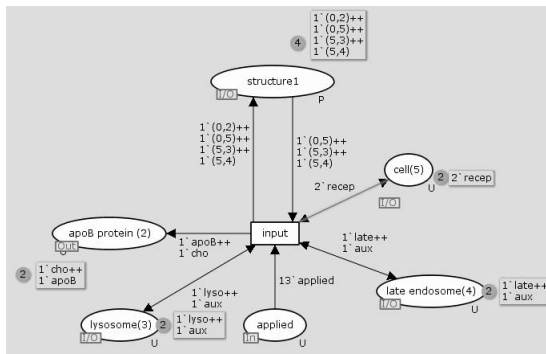 4
1`(0,2)++
1`(0,5)++
1`(5,3)++
1`(5,4)
structure1
I/O
P
1`(0,2)++
1`(0,5)++
1`(5,3)++
1`(5,4)
1`(0,5)++
1`(5,3)++
1`(5,4)
cell(5)
2
2`recep
U
I/O
2`recep
apoB protein (2)
Out
input
1`apoB++
1`cho
1`late++
1`aux
2
1`cho++
1`apoB
13`applied
late endosome(4)
2
1`late++
1`aux
I/O
U
1`lyso++
1`aux
lysosome(3)
2
1`lyso++
1`aux
I/O
U
applied
In
U